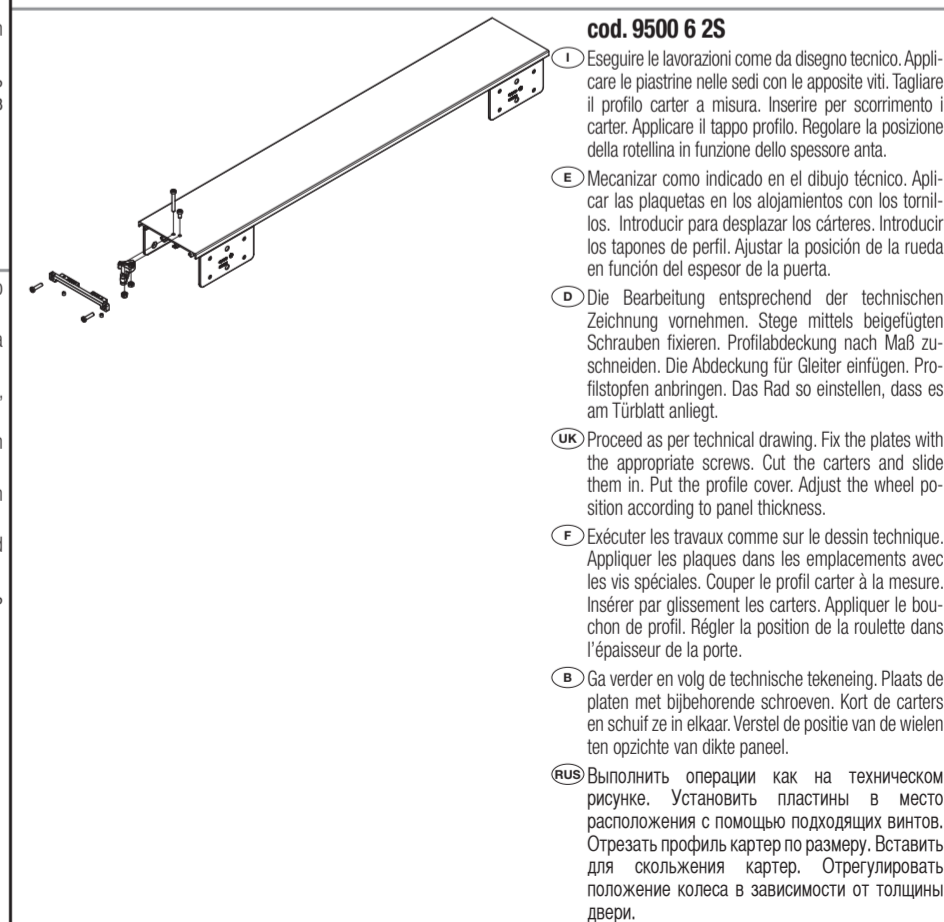 cod. 9500 6 2S
I Eseguire le lavorazioni come da disegno tecnico. Appli-
care le piastrine nelle sedi con le apposite viti. Tagliare
il profilo carter a misura. Inserire per scorrimento i
carter. Applicare il tappo profilo. Regolare la posizione
della rotellina in funzione dello spessore anta.
E Mecanizar como indicado en el dibujo técnico. Apli-
car las plaquetas en los alojamientos con los tornil-
los. Introducir para desplazar los cárteres. Introducir
los tapones de perfil. Ajustar la posición de la rueda
en función del espesor de la puerta.
D Die Bearbeitung entsprechend der technischen
Zeichnung vornehmen. Stege mittels beigefügten
Schrauben fixieren. Profilabdeckung nach Maß zu-
schneiden. Die Abdeckung für Gleiter einfügen. Pro-
filstopfen anbringen. Das Rad so einstellen, dass es
am Türblatt anliegt.
UK Proceed as per technical drawing. Fix the plates with
the appropriate screws. Cut the carters and slide
them in. Put the profile cover. Adjust the wheel po-
sition according to panel thickness.
F Exécuter les travaux comme sur le dessin technique.
Appliquer les plaques dans les emplacements avec
les vis spéciales. Couper le profil carter à la mesure.
Insérer par glissement les carters. Appliquer le bou-
chon de profil. Régler la position de la roulette dans
l'épaisseur de la porte.
B Ga verder en volg de technische tekeneing. Plaats de
platen met bijbehorende schroeven. Kort de carters
en schuif ze in elkaar. Verstel de positie van de wielen
ten opzichte van dikte paneel.
RUS Выполнить операции как на техническом
рисунке. Установить пластины в место
расположения с помощью подходящих винтов.
Отрезать профиль картер по размеру. Вставить
для скольжения картер. Отрегулировать
положение колеса в зависимости от толщины
двери.